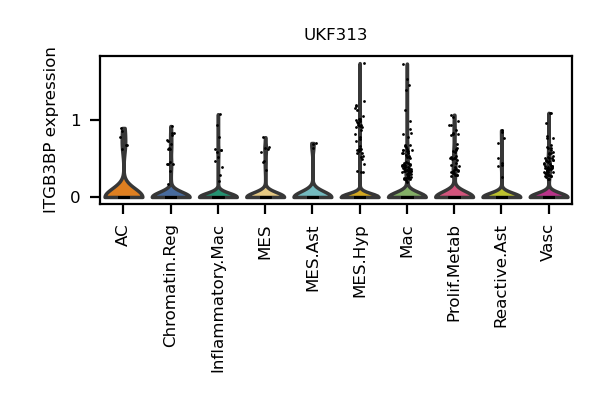 UKF313
ITGB3BP expression
1
0
AC
Chromatin.Reg
Inflammatory.Mac
MES
MES.Ast
MES.Hyp
Mac
Prolif.Metab
Reactive.Ast
Vasc